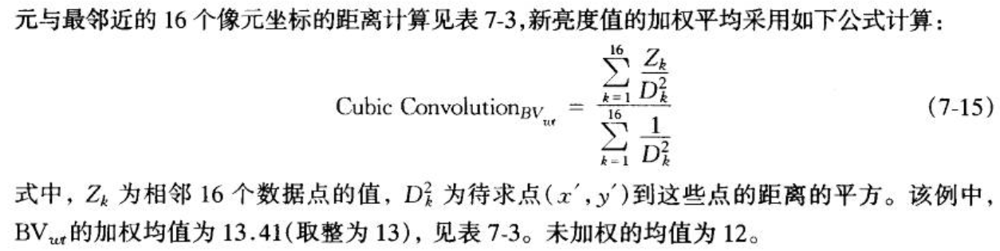 元与最邻近的 16 个像元坐标的距离计算见表 7-3,新亮度值的加权平均采用如下公式计算:
$$\text{Cubic Convolution}_{BV_{wt}} = \frac{\sum_{k=1}^{16} \frac{Z_k}{D_k^2}}{\sum_{k=1}^{16} \frac{1}{D_k^2}} \quad (7-15)$$
式中, $Z_k$ 为相邻 16 个数据点的值, $D_k^2$ 为待求点($x'$,$y'$)到这些点的距离的平方。该例中,
$BV_{wt}$的加权均值为 13.41(取整为 13), 见表 7-3。未加权的均值为 12。